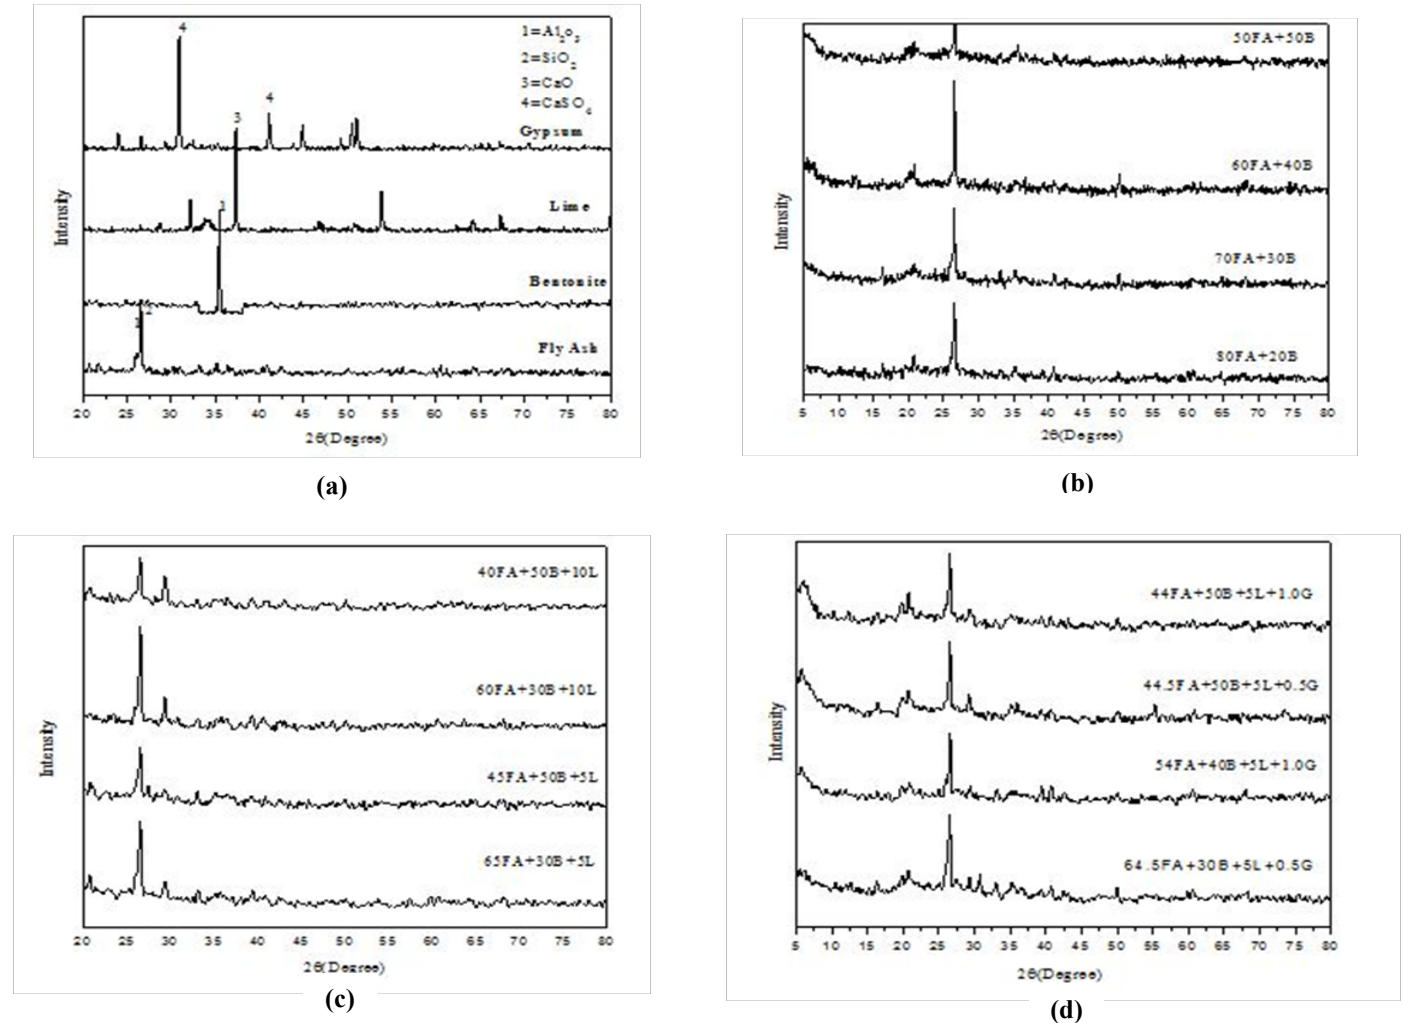 4
1=Al2O3
2=SiO2
3=CaO
4=CaSO4
4
3
Gypsum
Intensity
Lime
1
Bentonite
2
1
Fly Ash
20 25 30 35 40 45 50 55 60 65 70 75 80
2θ(Degree)
(a)
50FA+50B
60FA+40B
Intensity
70FA+30B
80FA+20B
5 10 15 20 25 30 35 40 45 50 55 60 65 70 75 80
2θ(Degree)
(b)
40FA+50B+10L
60FA+30B+10L
Intensity
45FA+50B+5L
65FA+30B+5L
20 25 30 35 40 45 50 55 60 65 70 75 80
2θ(Degree)
(c)
44FA+50B+5L+1.0G
44.5FA+50B+5L+0.5G
Intensity
54FA+40B+5L+1.0G
64.5FA+30B+5L+0.5G
5 10 15 20 25 30 35 40 45 50 55 60 65 70 75 80
2θ(Degree)
(d)